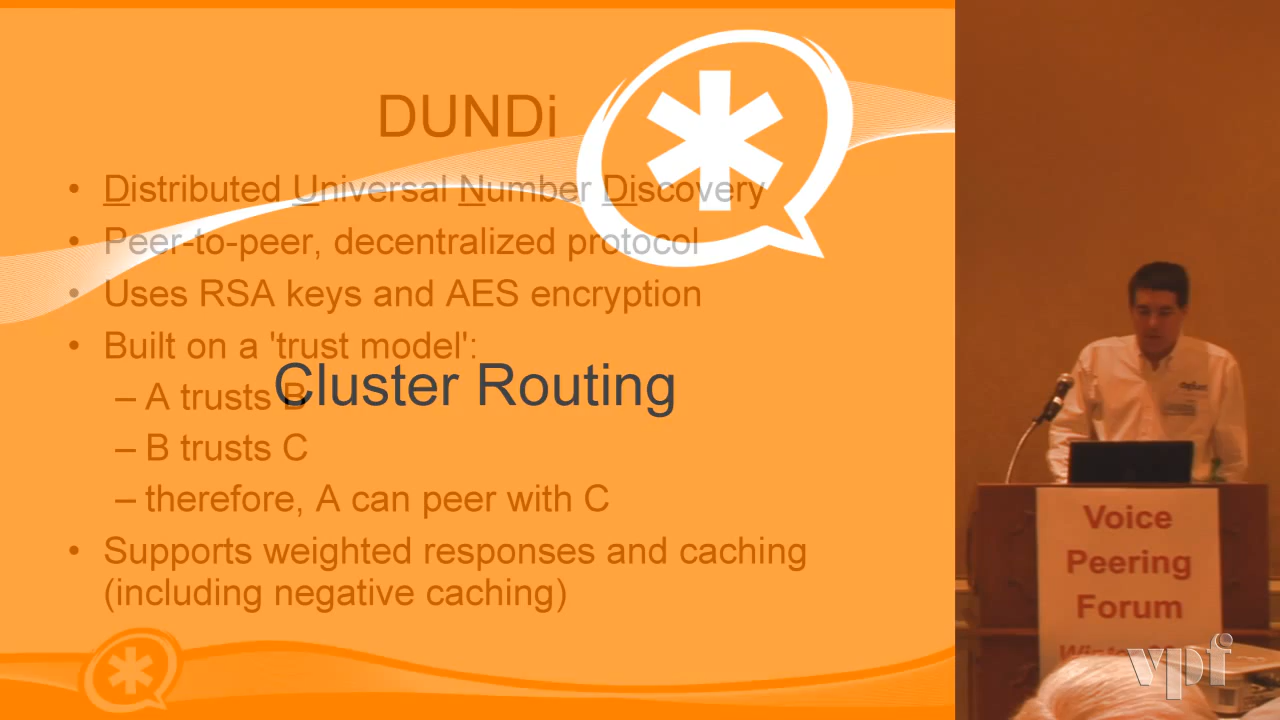 DUNDi
• Distributed Universal Number Discovery
• Peer-to-peer, decentralized protocol
• Uses RSA keys and AES encryption
• Built on a 'trust model':
– A trusts B
Cluster Routing
– B trusts C
– therefore, A can peer with C
• Supports weighted responses and caching
(including negative caching)
Voice
Peering
Forum
vpf